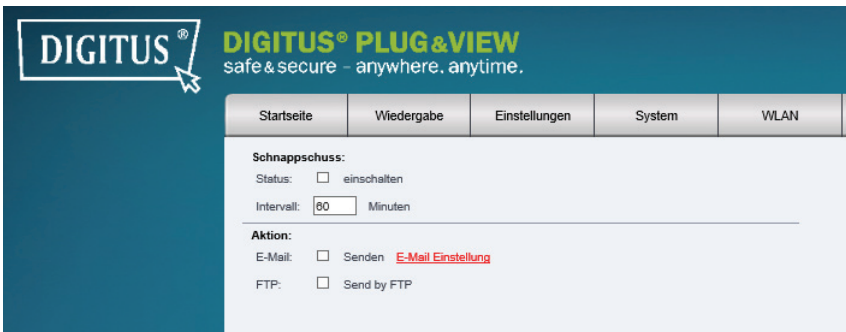 DIGITUS®
DIGITUS® PLUG&VIEW
safe & secure – anywhere. anytime.
Startseite Wiedergabe Einstellungen System WLAN
Schnappschuss:
Status: einschalten
Intervall: 60 Minuten
Aktion:
E-Mail: Senden E-Mail Einstellung
FTP: Send by FTP